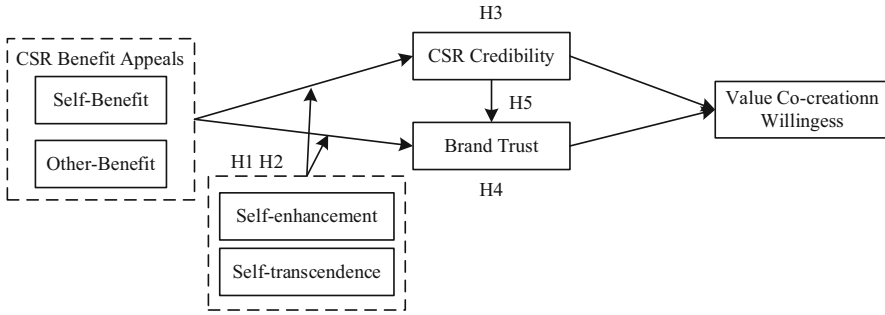 H3
CSR Benefit Appeals
CSR Credibility
Self-Benefit
H5
Value Co-creationn
Willingess
Other-Benefit
Brand Trust
H1 H2
H4
Self-enhancement
Self-transcendence